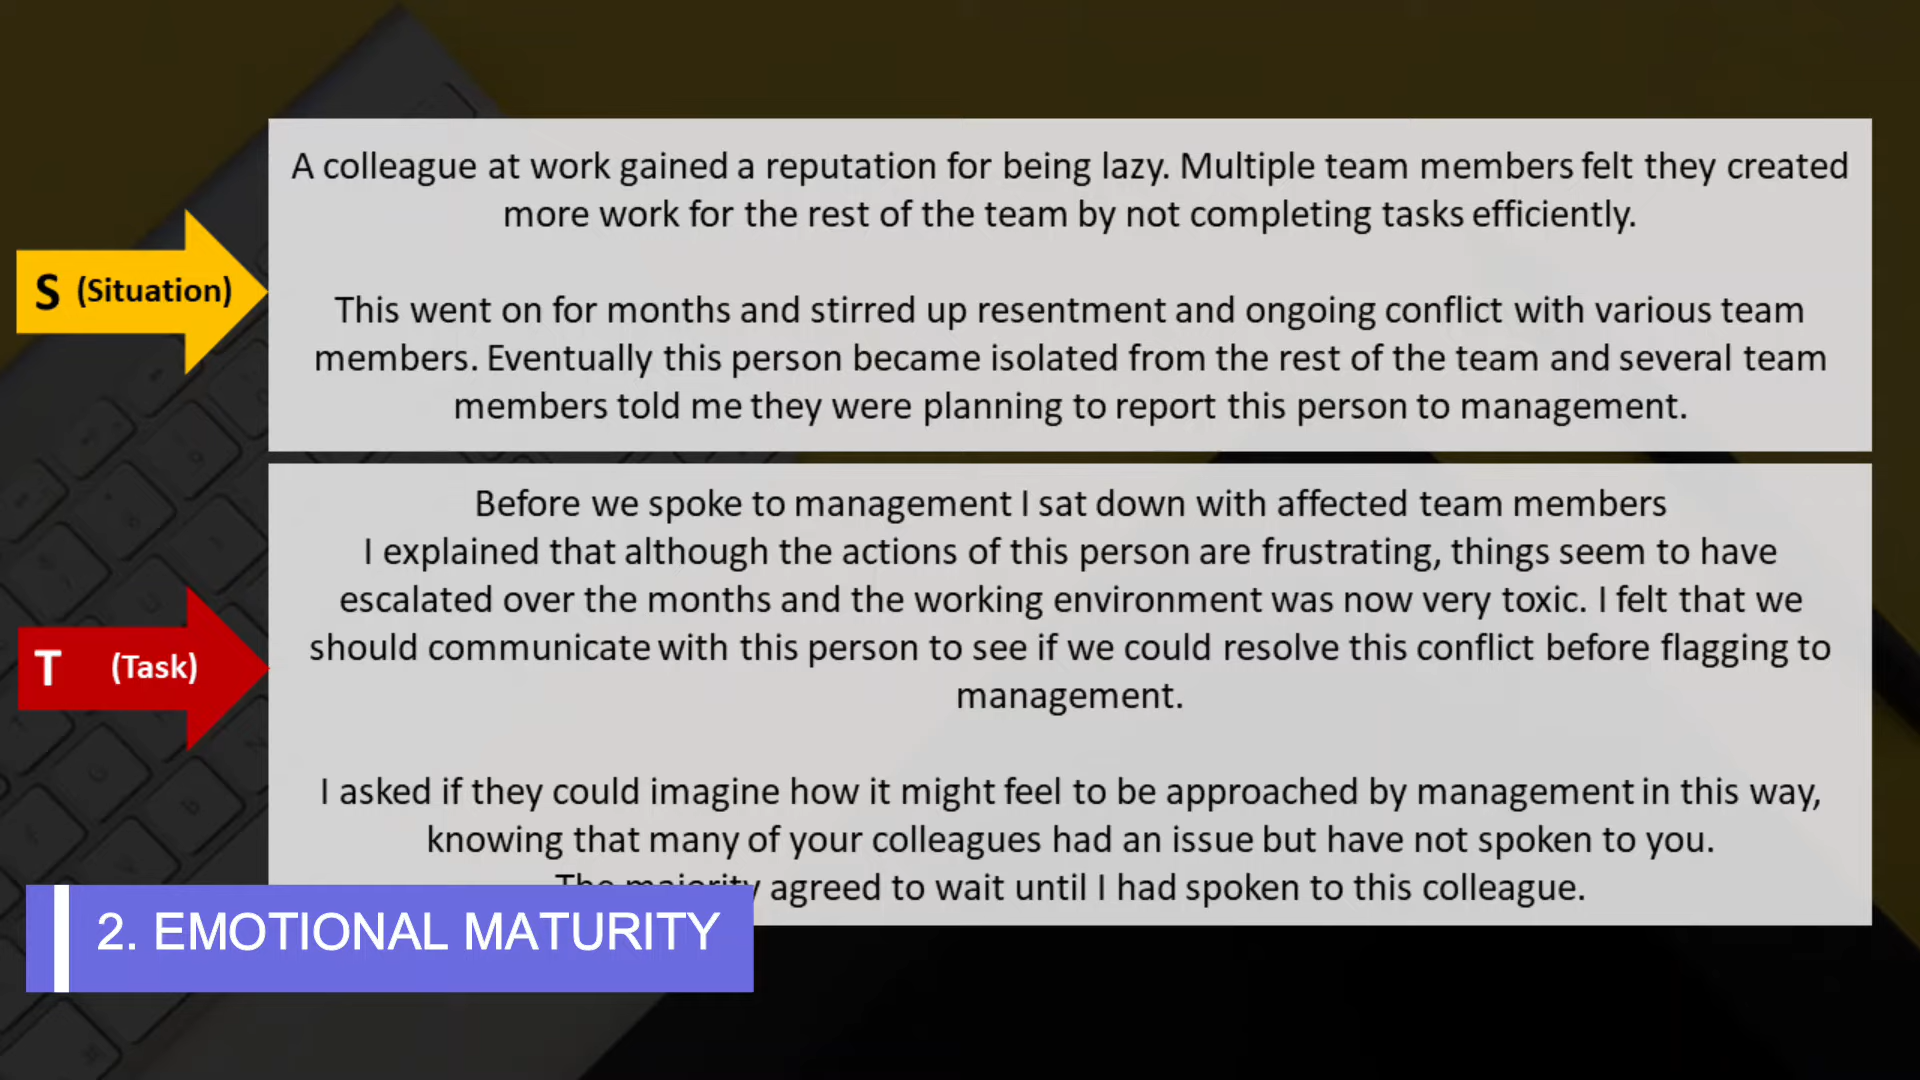 A colleague at work gained a reputation for being lazy. Multiple team members felt they created
more work for the rest of the team by not completing tasks efficiently.
S (Situation)
This went on for months and stirred up resentment and ongoing conflict with various team
members. Eventually this person became isolated from the rest of the team and several team
members told me they were planning to report this person to management.
Before we spoke to management I sat down with affected team members
I explained that although the actions of this person are frustrating, things seem to have
escalated over the months and the working environment was now very toxic. I felt that we
should communicate with this person to see if we could resolve this conflict before flagging to
management.
T (Task)
I asked if they could imagine how it might feel to be approached by management in this way,
knowing that many of your colleagues had an issue but have not spoken to you.
The majority agreed to wait until I had spoken to this colleague.
2. EMOTIONAL MATURITY